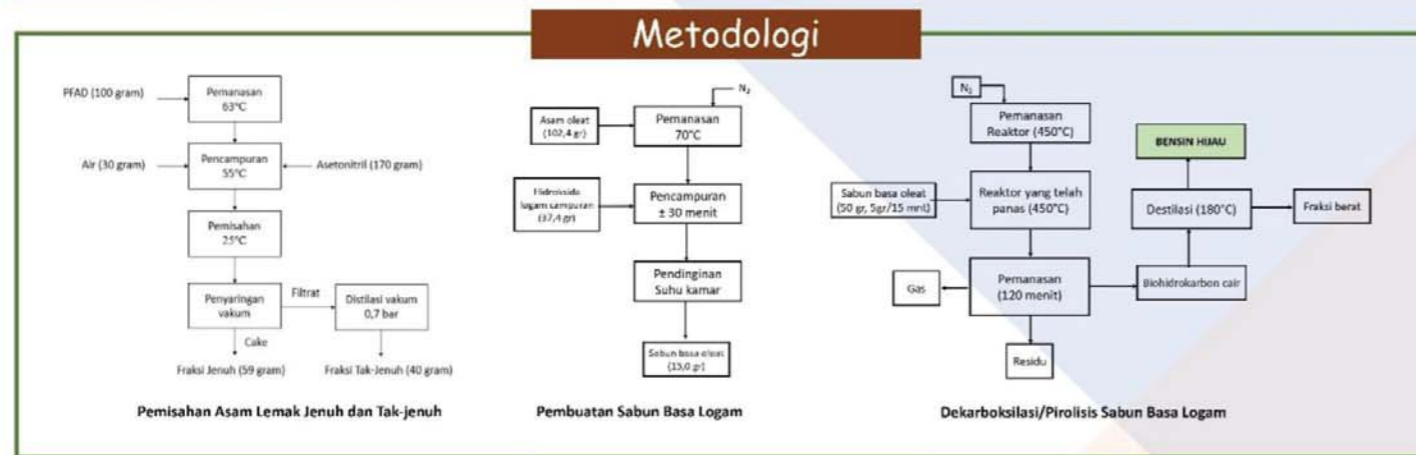 Metodologi
PFAD (100 gram)
Pemanasan
63°C
Air (30 gram)
Pencampuran
55°C
Asetonitril (170 gram)
Pemisahan
25°C
Penyaringan
vakum
Filtrat
Distilasi vakum
0,7 bar
Cake
Fraksi Jenuh (59 gram)
Fraksi Tak-Jenuh (40 gram)
Pemisahan Asam Lemak Jenuh dan Tak-jenuh
N₂
Asam oleat
(102,4 gr)
Pemanasan
70°C
Hidroksida
logam campuran
(37,4 gr)
Pencampuran
± 30 menit
Pendinginan
Suhu kamar
Sabun basa oleat
Pembuatan Sabun Basa Logam
N₂
Pemanasan
Reaktor (450°C)
BENSIN HIJAU
Sabun basa oleat
(50 gr, 5gr/15 mnt)
Reaktor yang telah
panas (450°C)
Destilasi (180°C)
Fraksi berat
Gas
Pemanasan
(120 menit)
Biohidrokarbon cair
Residu
Dekarboksilasi/Pirolisis Sabun Basa Logam